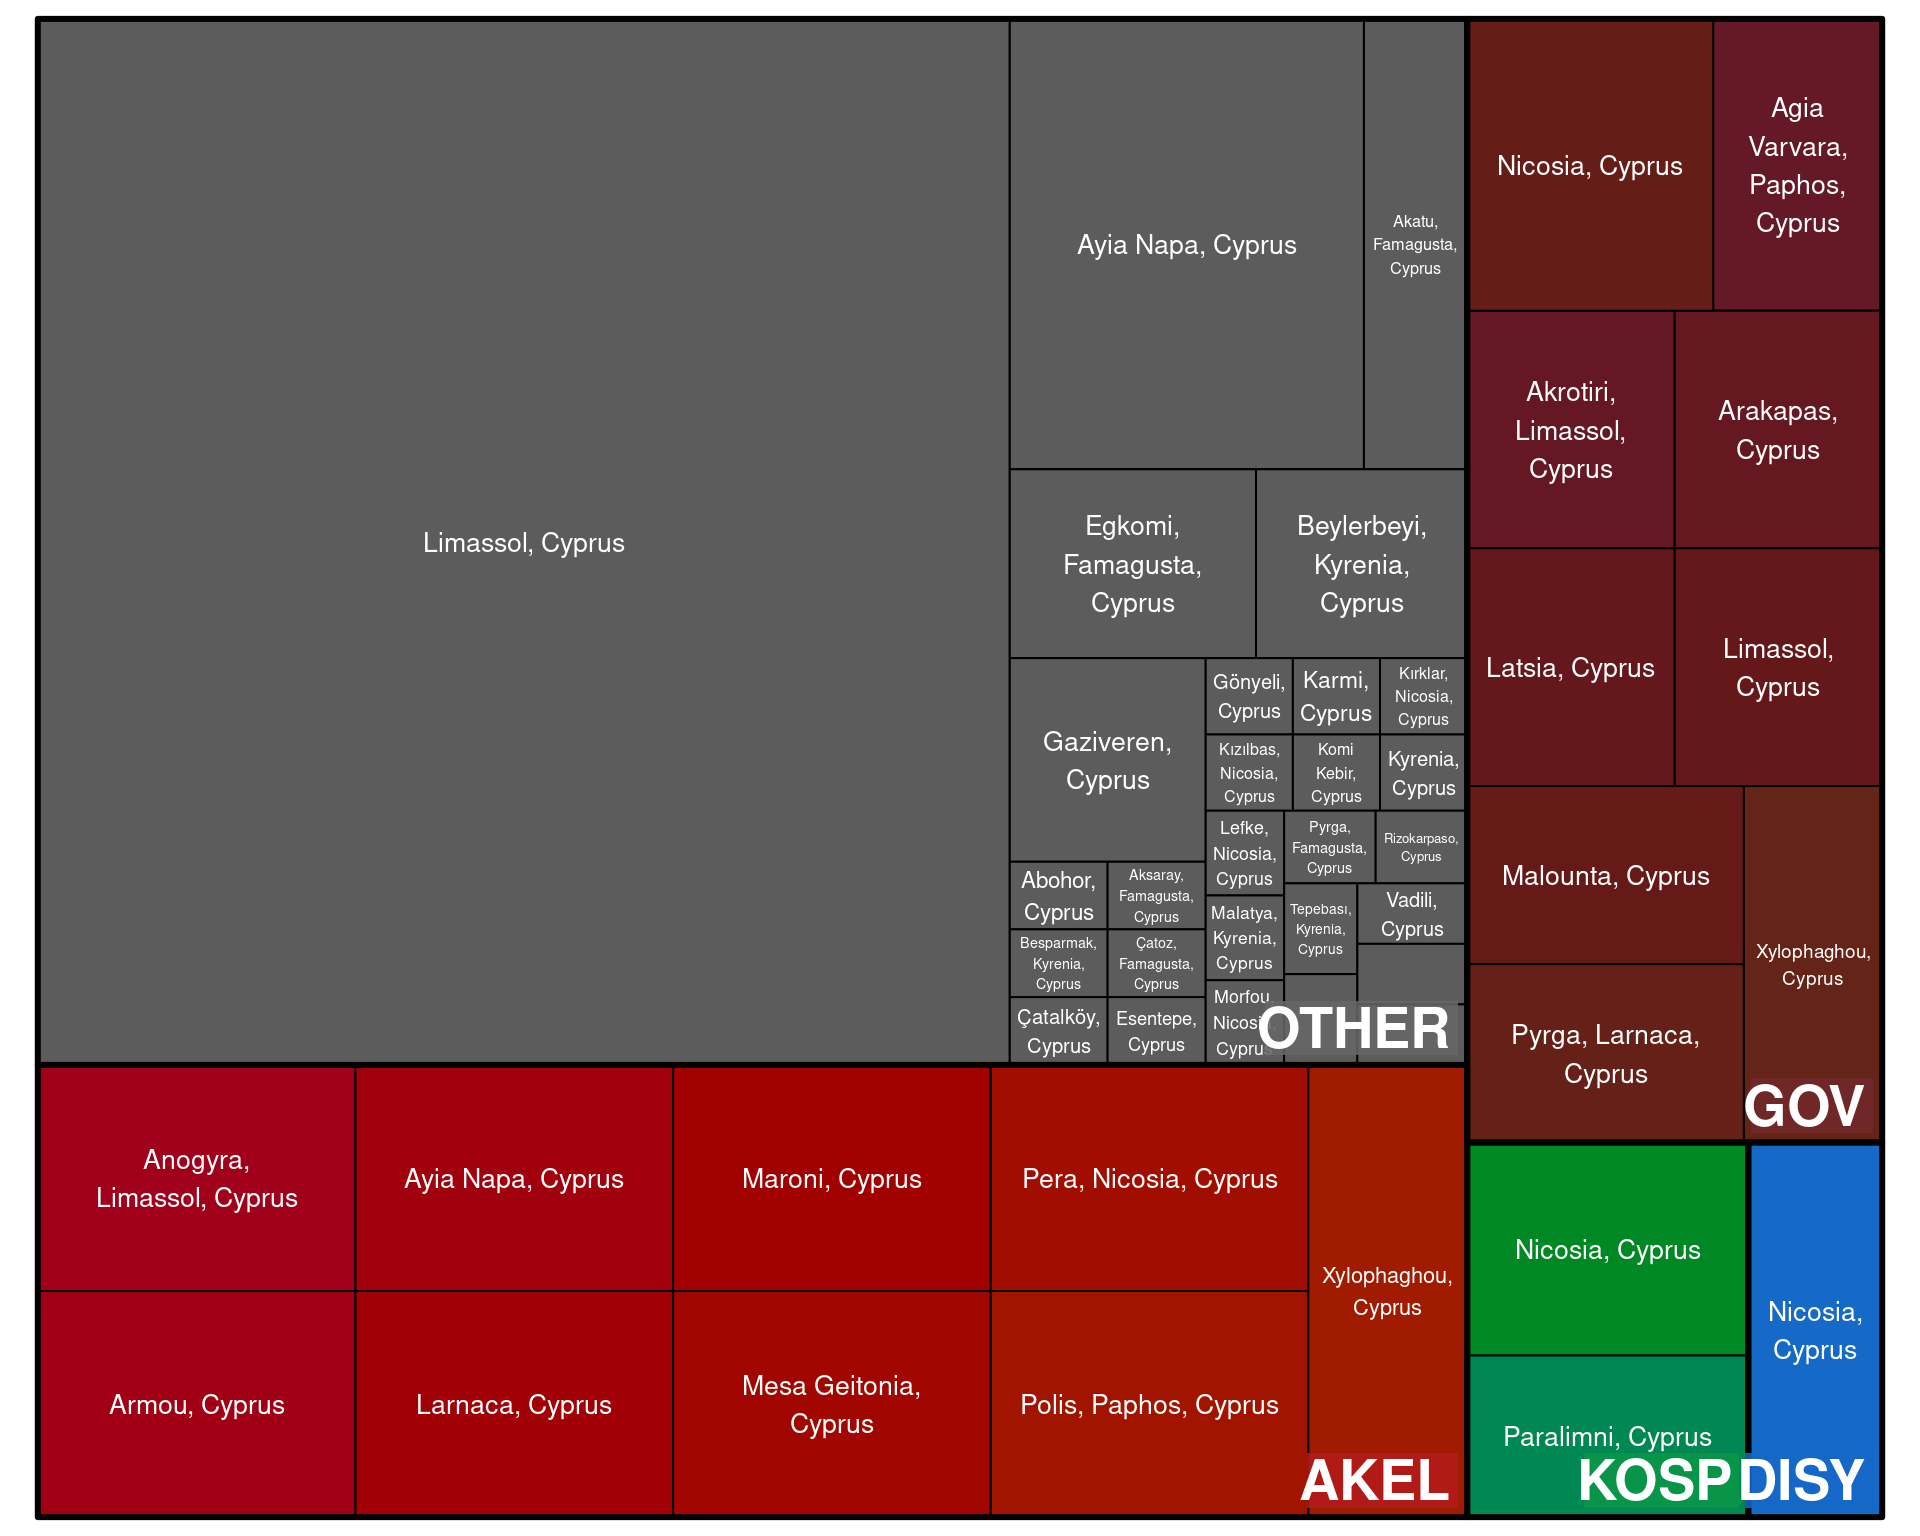 Limassol, Cyprus
Ayia Napa, Cyprus
Akatu,
Famagusta,
Cyprus
Egkomi,
Famagusta,
Cyprus
Beylerbeyi,
Kyrenia,
Cyprus
Gaziveren,
Cyprus
Gönyeli,
Cyprus
Karmi,
Cyprus
Kırklar,
Nicosia,
Cyprus
Kızılbas,
Nicosia,
Cyprus
Komi
Kebir,
Cyprus
Kyrenia,
Cyprus
Lefke,
Nicosia,
Cyprus
Pyrga,
Famagusta,
Cyprus
Rizokarpaso,
Cyprus
Abohor,
Cyprus
Aksaray,
Famagusta,
Cyprus
Besparmak,
Kyrenia,
Cyprus
Çatoz,
Famagusta,
Cyprus
Çatalköy,
Cyprus
Esentepe,
Cyprus
Malatya,
Kyrenia,
Cyprus
Tepebası,
Kyrenia,
Cyprus
Vadili,
Cyprus
Morfou,
Nicosia,
Cyprus
OTHER
Nicosia, Cyprus
Agia
Varvara,
Paphos,
Cyprus
Akrotiri,
Limassol,
Cyprus
Arakapas,
Cyprus
Latsia, Cyprus
Limassol,
Cyprus
Malounta, Cyprus
Xylophaghou,
Cyprus
Pyrga, Larnaca,
Cyprus
GOV
Anogyra,
Limassol, Cyprus
Ayia Napa, Cyprus
Maroni, Cyprus
Pera, Nicosia, Cyprus
Xylophaghou,
Cyprus
Armou, Cyprus
Larnaca, Cyprus
Mesa Geitonia,
Cyprus
Polis, Paphos, Cyprus
AKEL
Nicosia, Cyprus
Paralimni, Cyprus
KOSP
Nicosia,
Cyprus
DISY